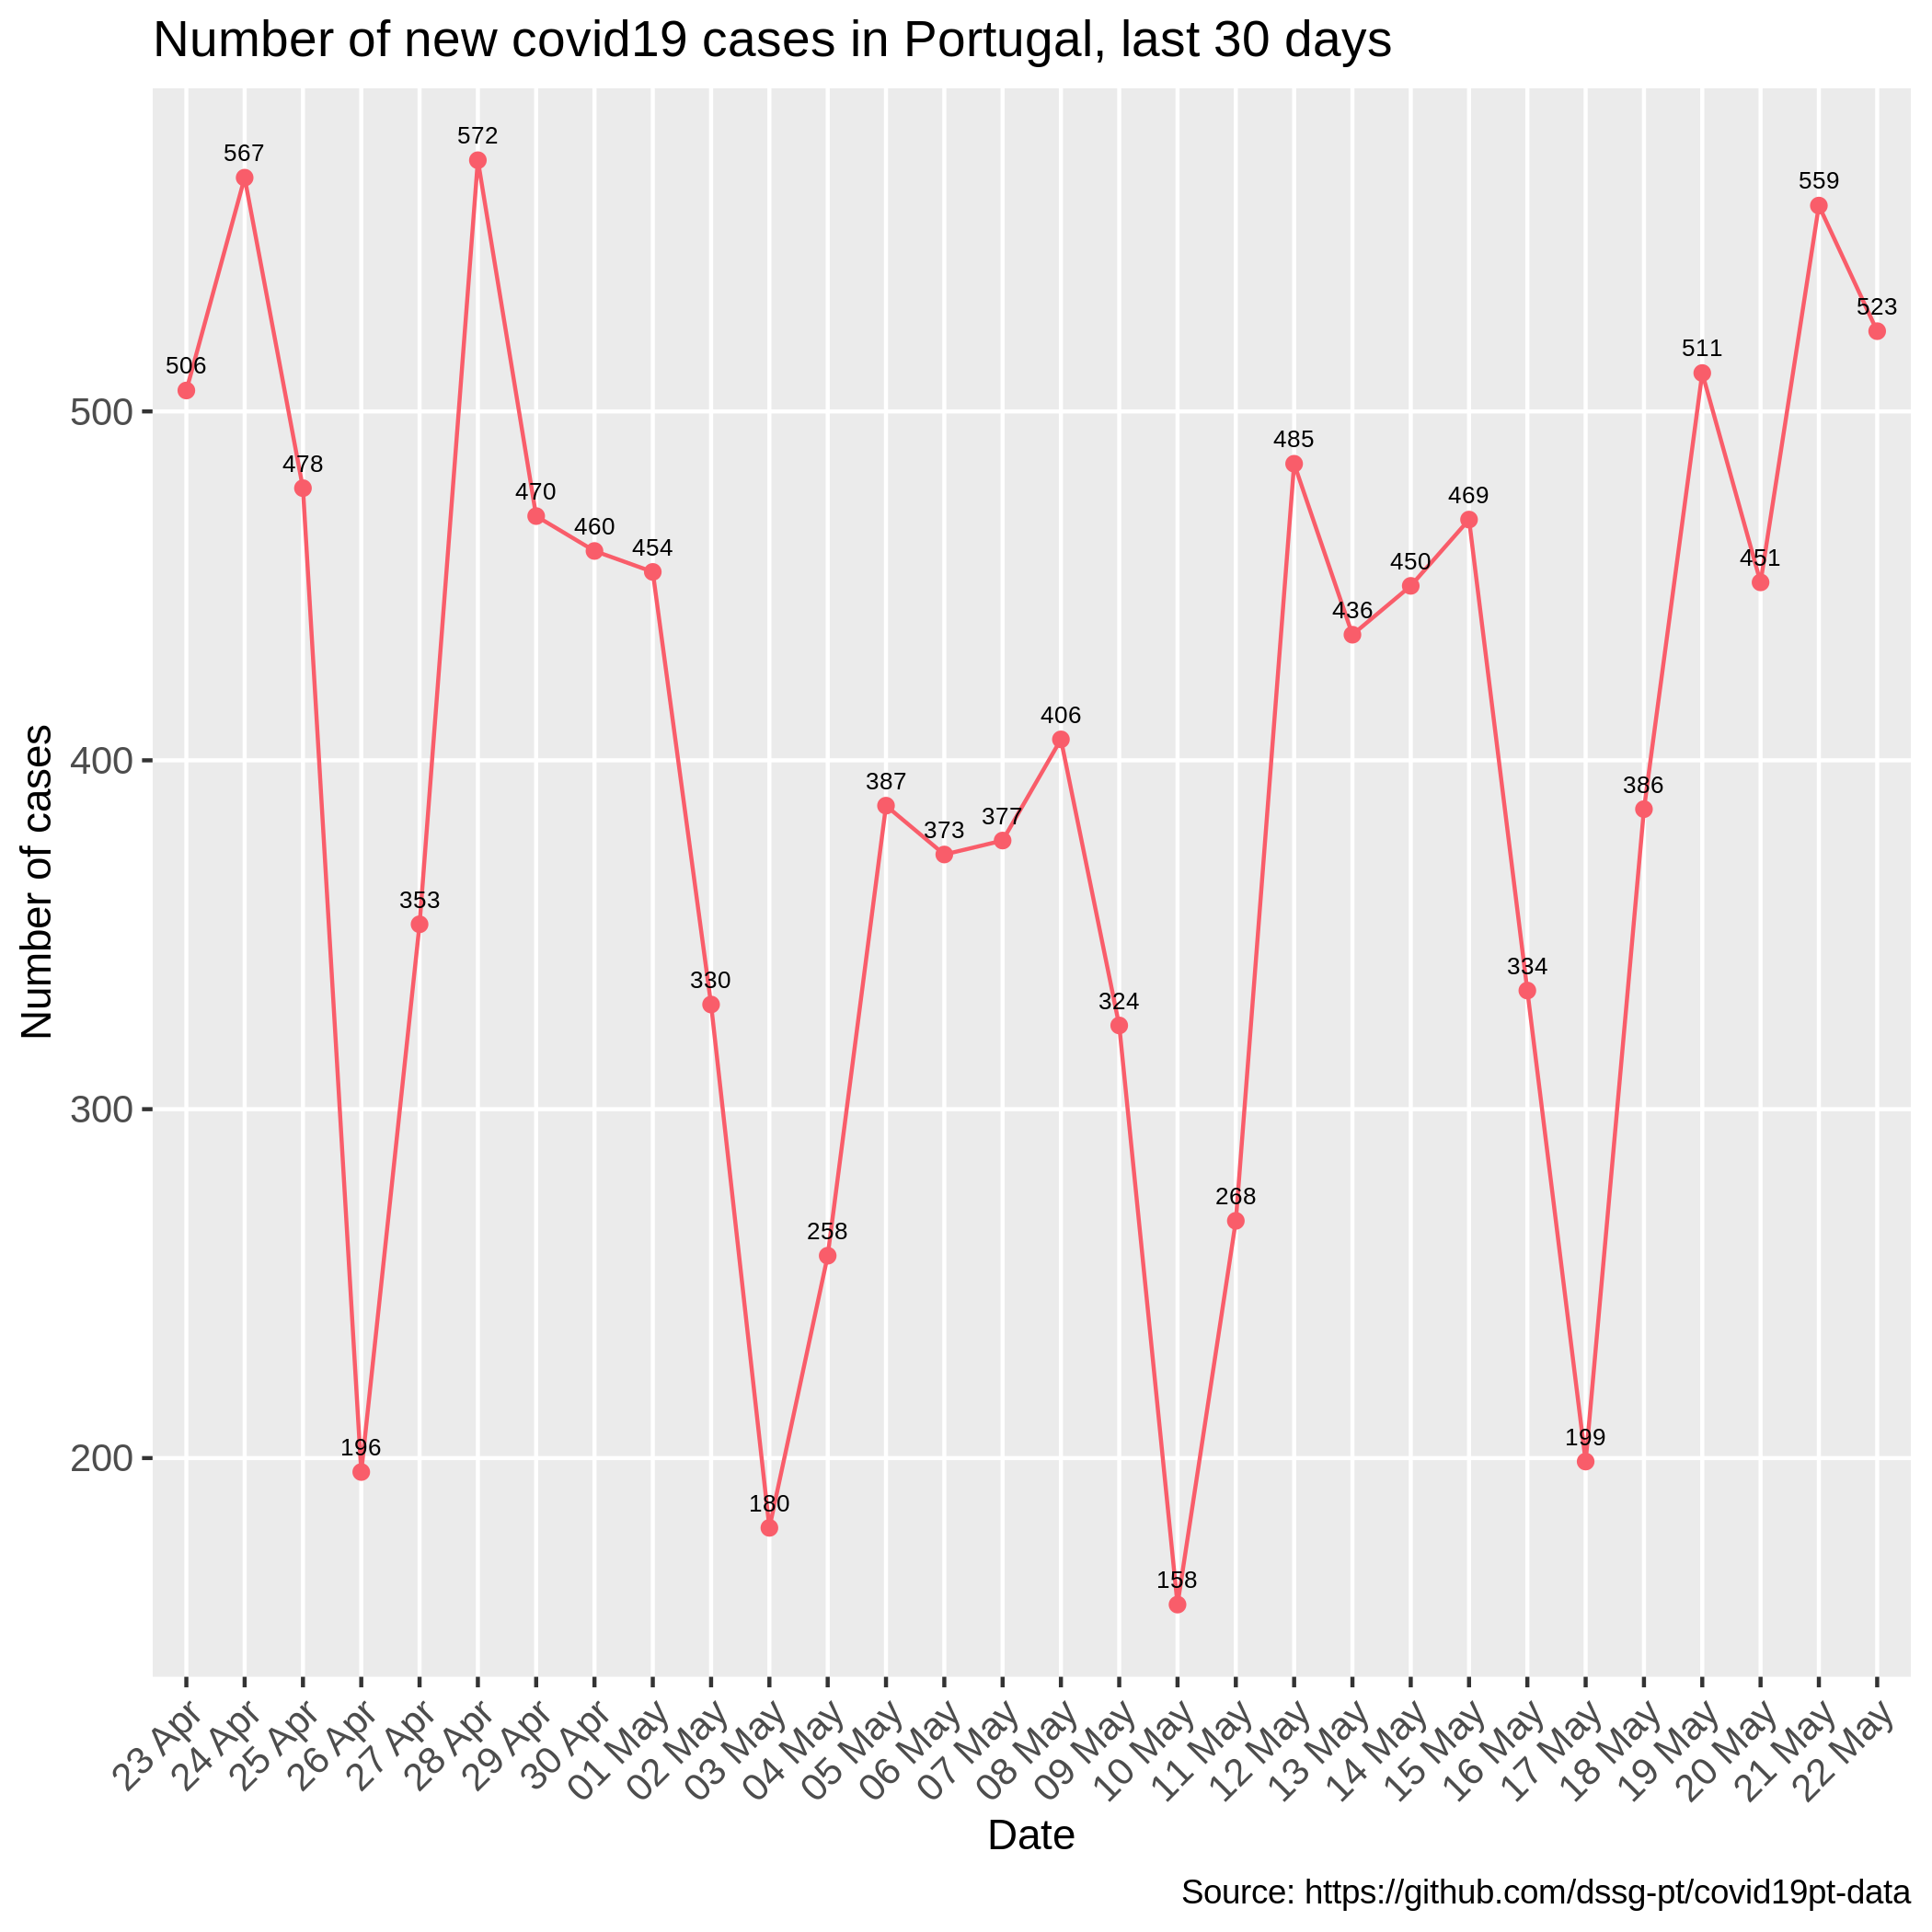 Number of new covid19 cases in Portugal, last 30 days
Number of cases
500
400
300
200
506
567
478
196
353
572
470
460
454
330
180
258
387
373
377
406
324
158
268
485
436
450
469
334
199
386
511
451
559
523
23 Apr
24 Apr
25 Apr
26 Apr
27 Apr
28 Apr
29 Apr
30 Apr
01 May
02 May
03 May
04 May
05 May
06 May
07 May
08 May
09 May
10 May
11 May
12 May
13 May
14 May
15 May
16 May
17 May
18 May
19 May
20 May
21 May
22 May
Date
Source: https://github.com/dssg-pt/covid19pt-data